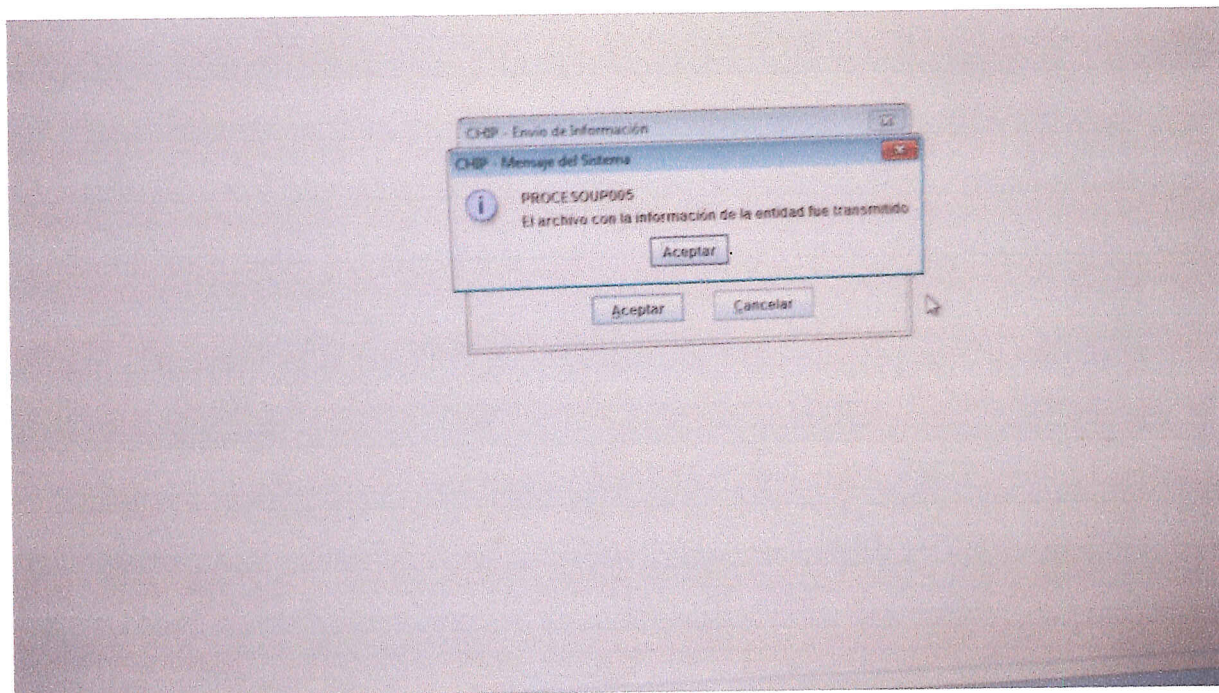 CHIP - Envio de Información
CHIP - Mensaje del Sistema
PROCESOUP005
El archivo con la información de la entidad fue transmitido
Aceptar
Aceptar
Cancelar